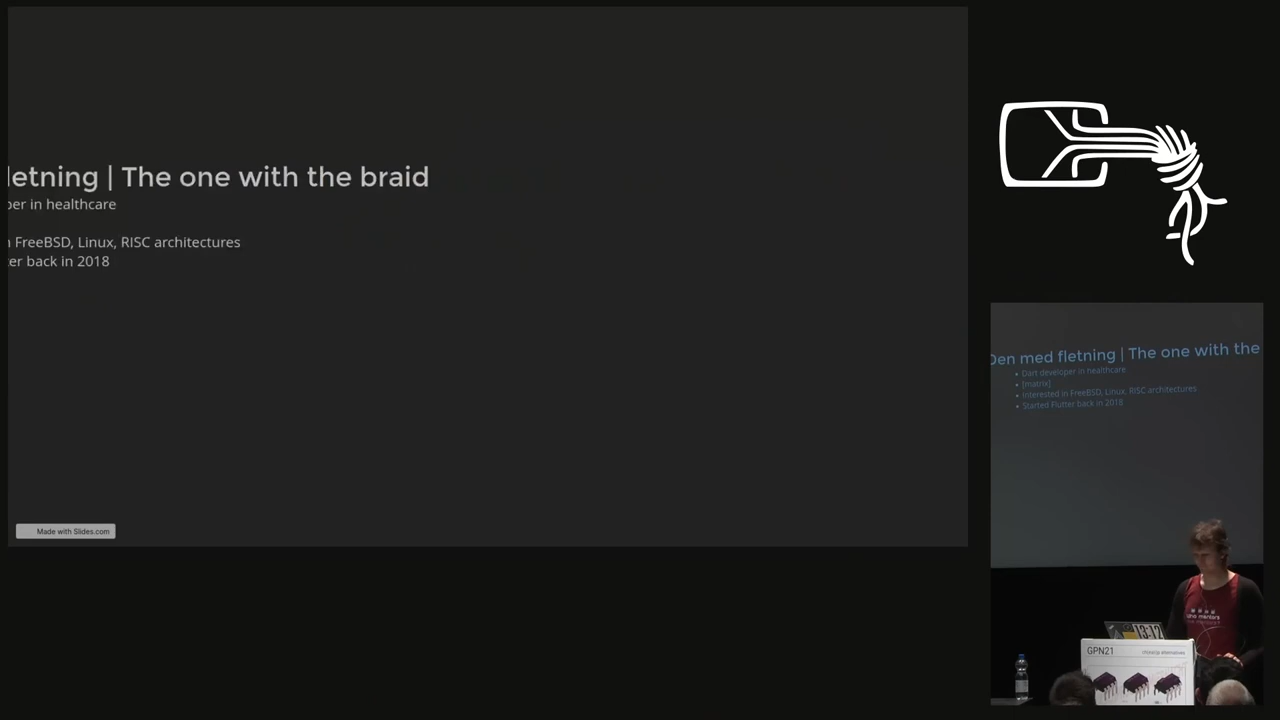 letning | The one with the braid
per in healthcare
n FreeBSD, Linux, RISC architectures
ter back in 2018
Made with Slides.com
Den med fletning | The one with the
Dart developer in healthcare
[matrix]
Interested in FreeBSD, Linux, RISC architectures
Started Flutter back in 2018
13:12
GPN21